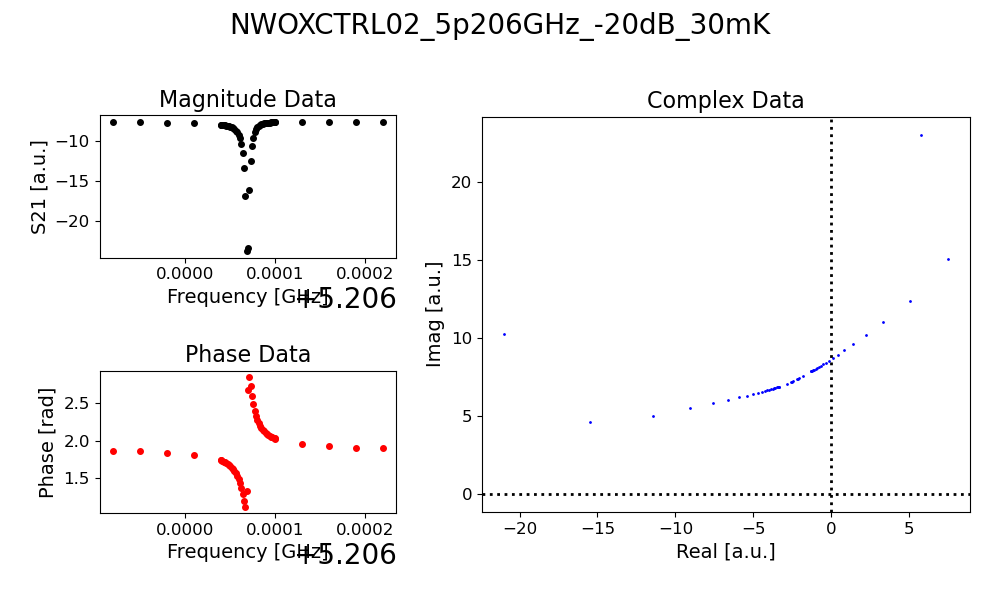 NWOXCTRL02_5p206GHz_-20dB_30mK
Magnitude Data
S21 [a.u.]
−10
−15
−20
0.0000 0.0001 0.0002
Frequency [GHz]
+5.206
Phase Data
Phase [rad]
2.5
2.0
1.5
0.0000 0.0001 0.0002
Frequency [GHz]
+5.206
Complex Data
Imag [a.u.]
20
15
10
5
0
−20 −15 −10 −5 0 5
Real [a.u.]